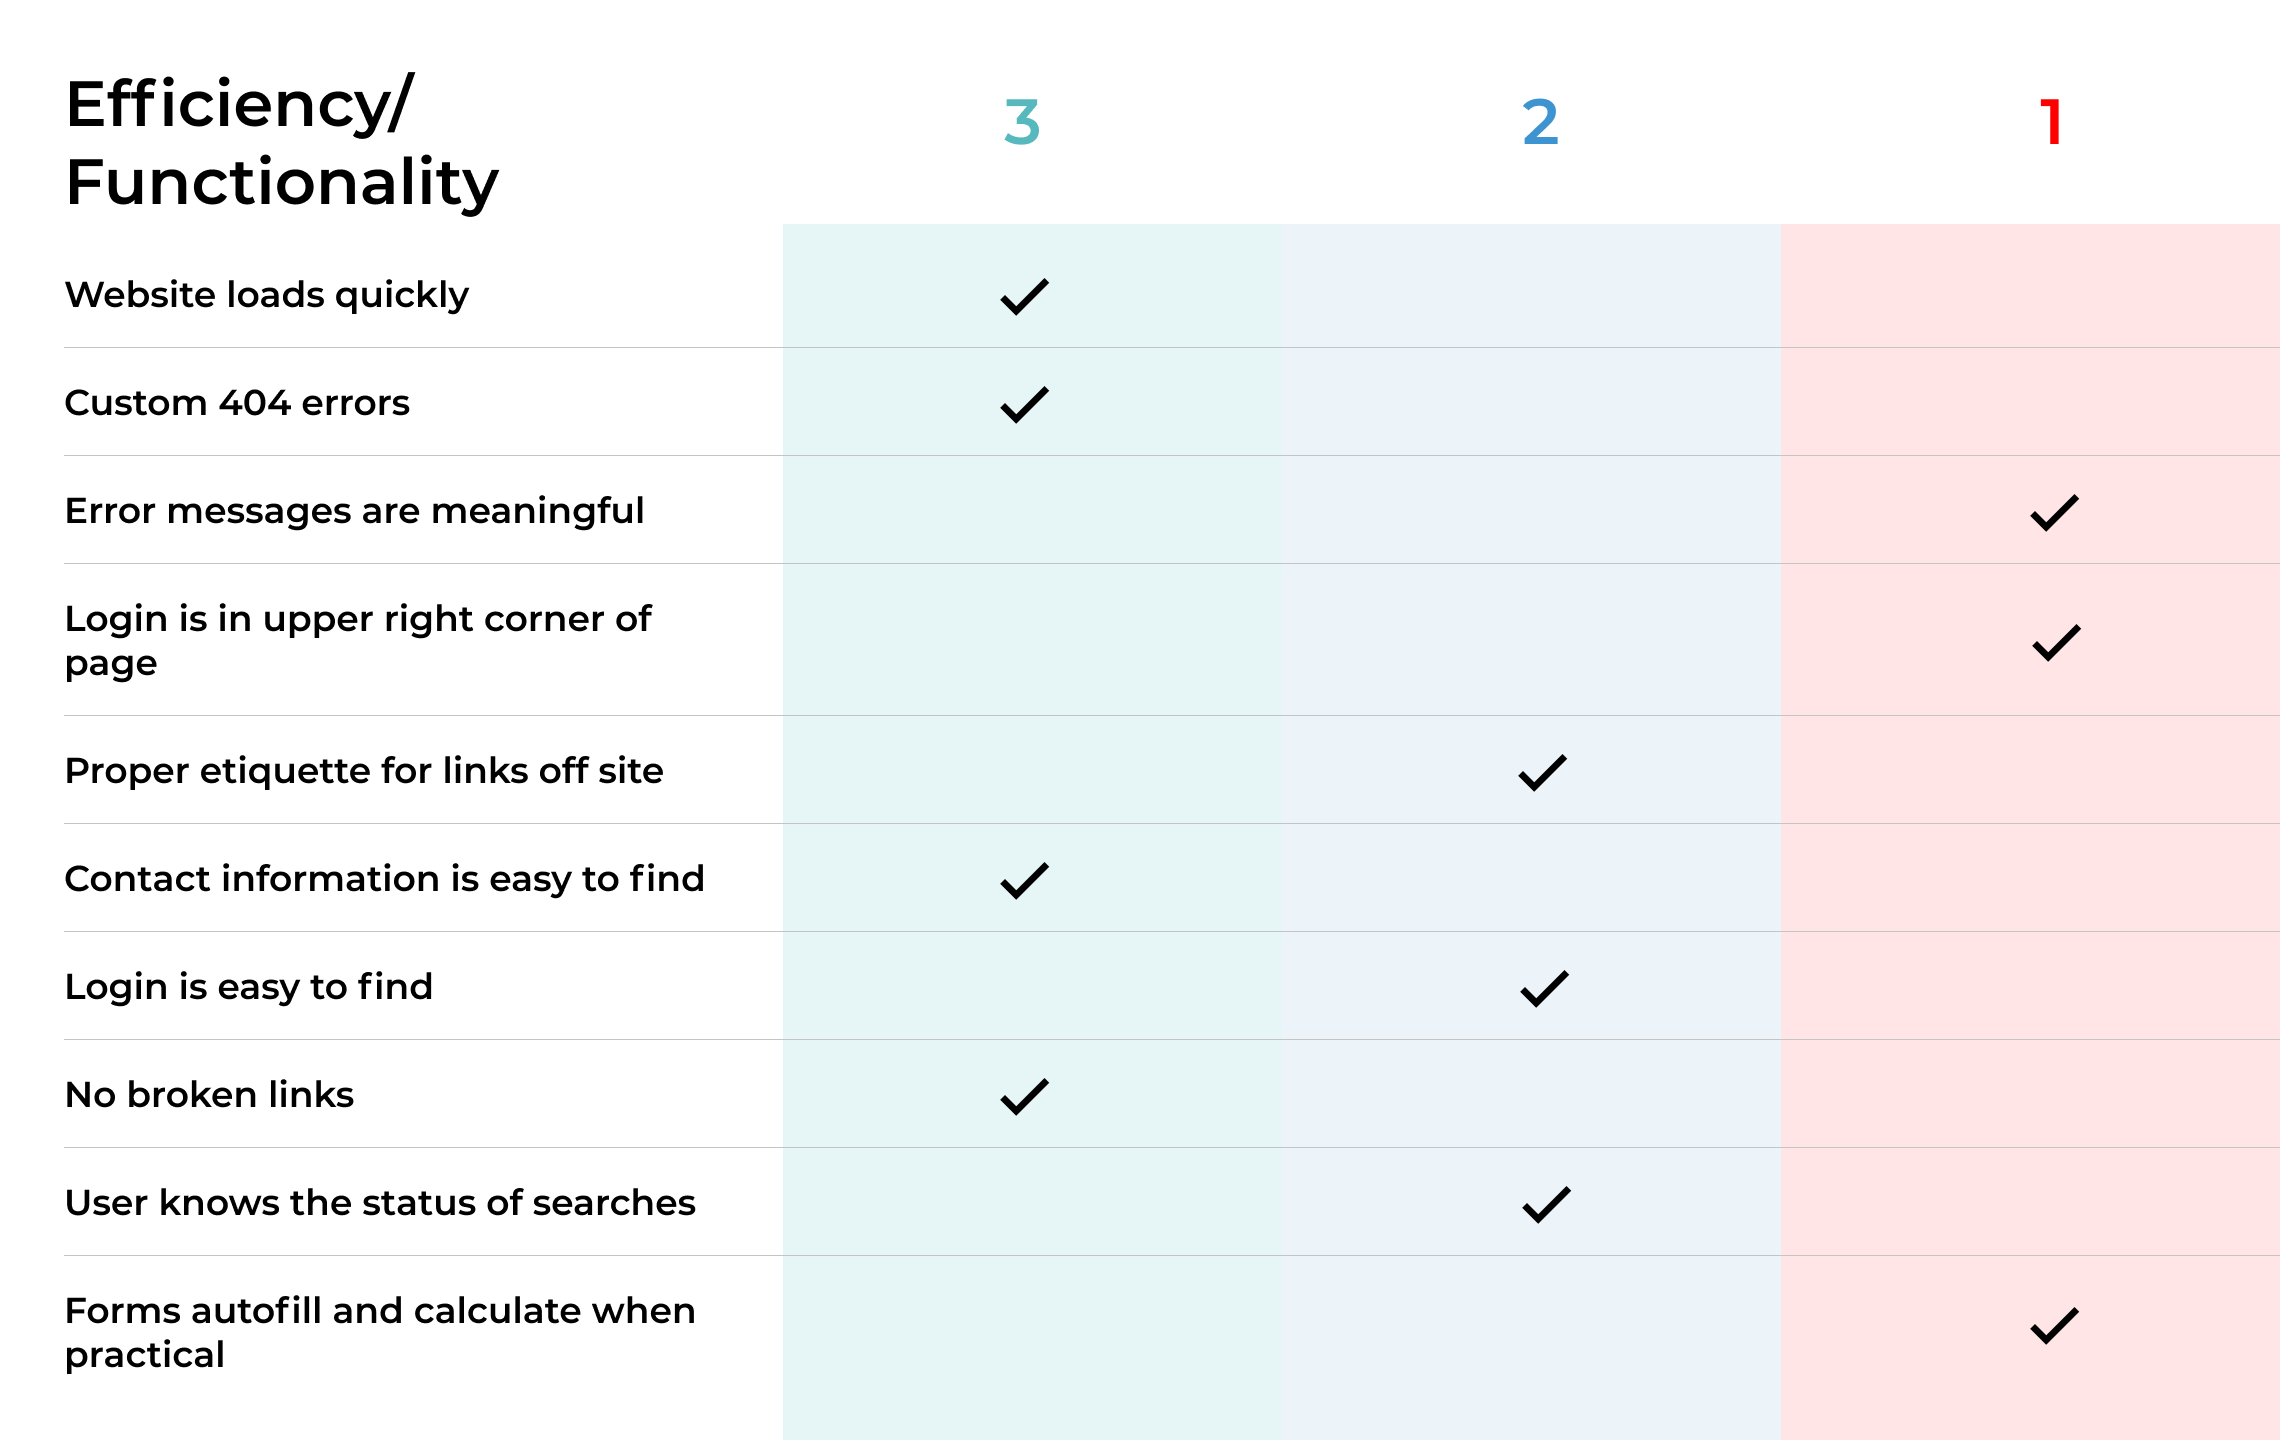 Efficiency/
Functionality
3 2 1
Website loads quickly
Custom 404 errors
Error messages are meaningful
Login is in upper right corner of
page
Proper etiquette for links off site
Contact information is easy to find
Login is easy to find
No broken links
User knows the status of searches
Forms autofill and calculate when
practical